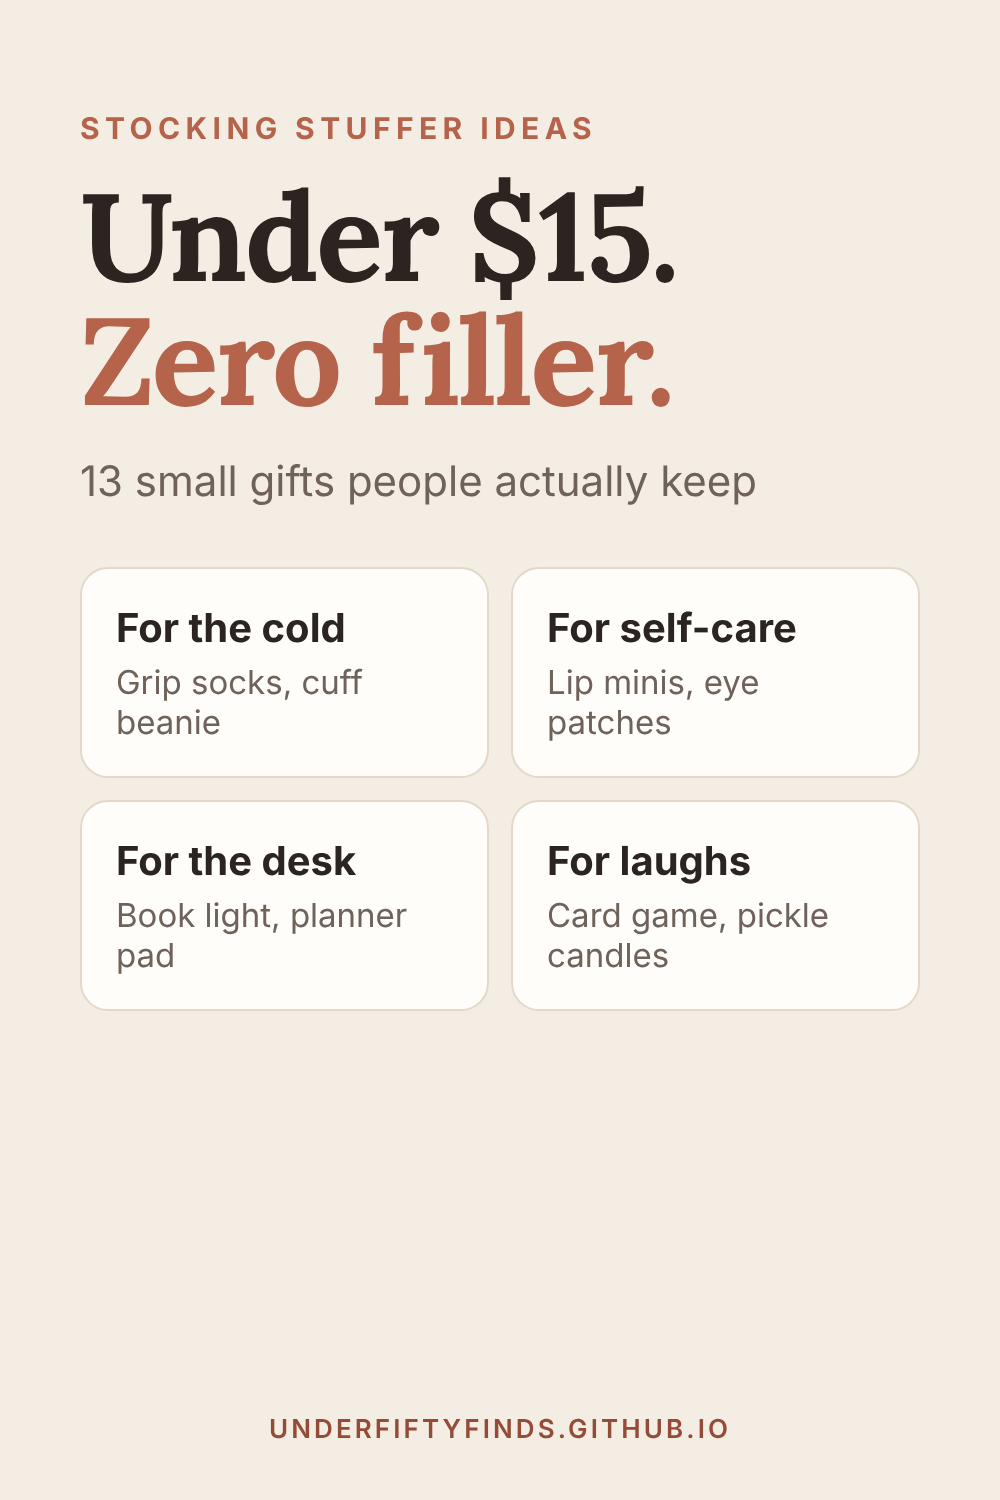 STOCKING STUFFER IDEAS
Under $15.
Zero filler.
13 small gifts people actually keep
For the cold
Grip socks, cuff
beanie
For self-care
Lip minis, eye
patches
For the desk
Book light, planner
pad
For laughs
Card game, pickle
candles
UNDERFIFTYFINDS.GITHUB.IO